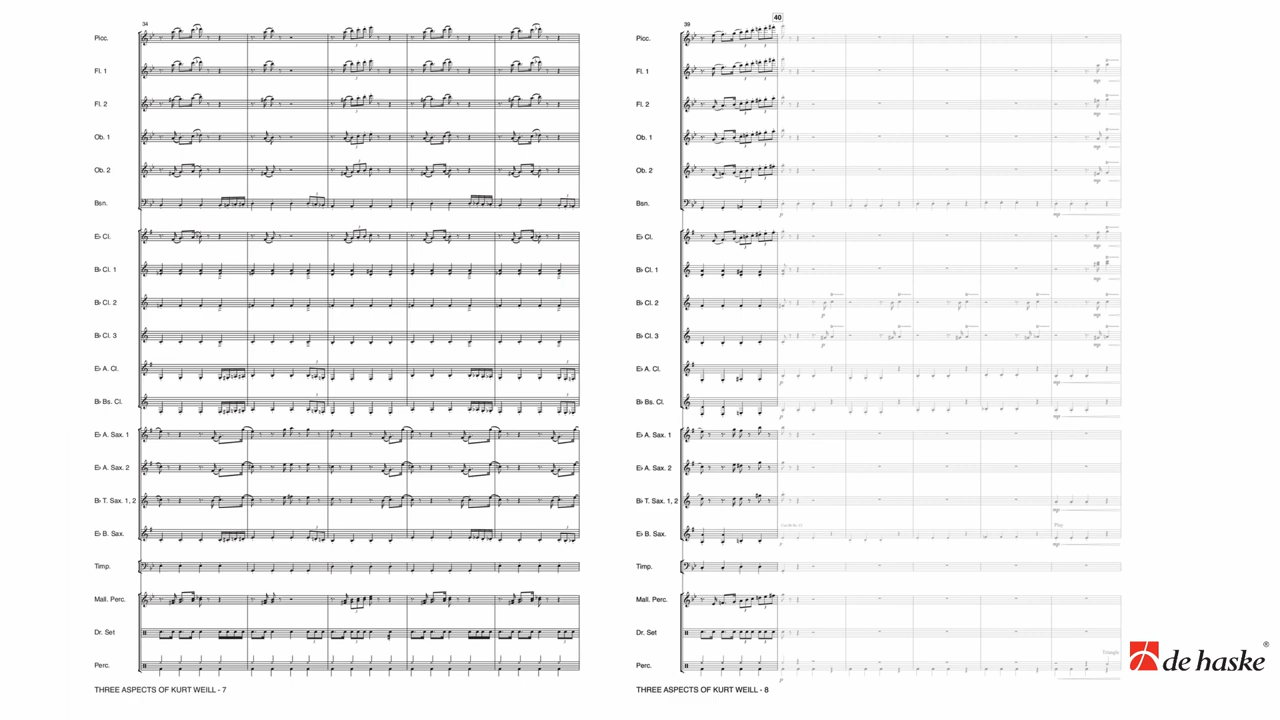 34
Picc.
Fl. 1
Fl. 2
Ob. 1
Ob. 2
Bsn.
E♭ Cl.
B♭ Cl. 1
B♭ Cl. 2
B♭ Cl. 3
E♭ A. Cl.
B♭ Bs. Cl.
E♭ A. Sax. 1
E♭ A. Sax. 2
B♭ T. Sax. 1, 2
E♭ B. Sax.
Timp.
Mall. Perc.
Dr. Set
Perc.
THREE ASPECTS OF KURT WEILL - 7
39
40
Picc.
Fl. 1
Fl. 2
Ob. 1
Ob. 2
Bsn.
E♭ Cl.
B♭ Cl. 1
B♭ Cl. 2
B♭ Cl. 3
E♭ A. Cl.
B♭ Bs. Cl.
E♭ A. Sax. 1
E♭ A. Sax. 2
B♭ T. Sax. 1, 2
E♭ B. Sax.
Play
Timp.
Mall. Perc.
Dr. Set
Triangle
Perc.
THREE ASPECTS OF KURT WEILL - 8
de haske®